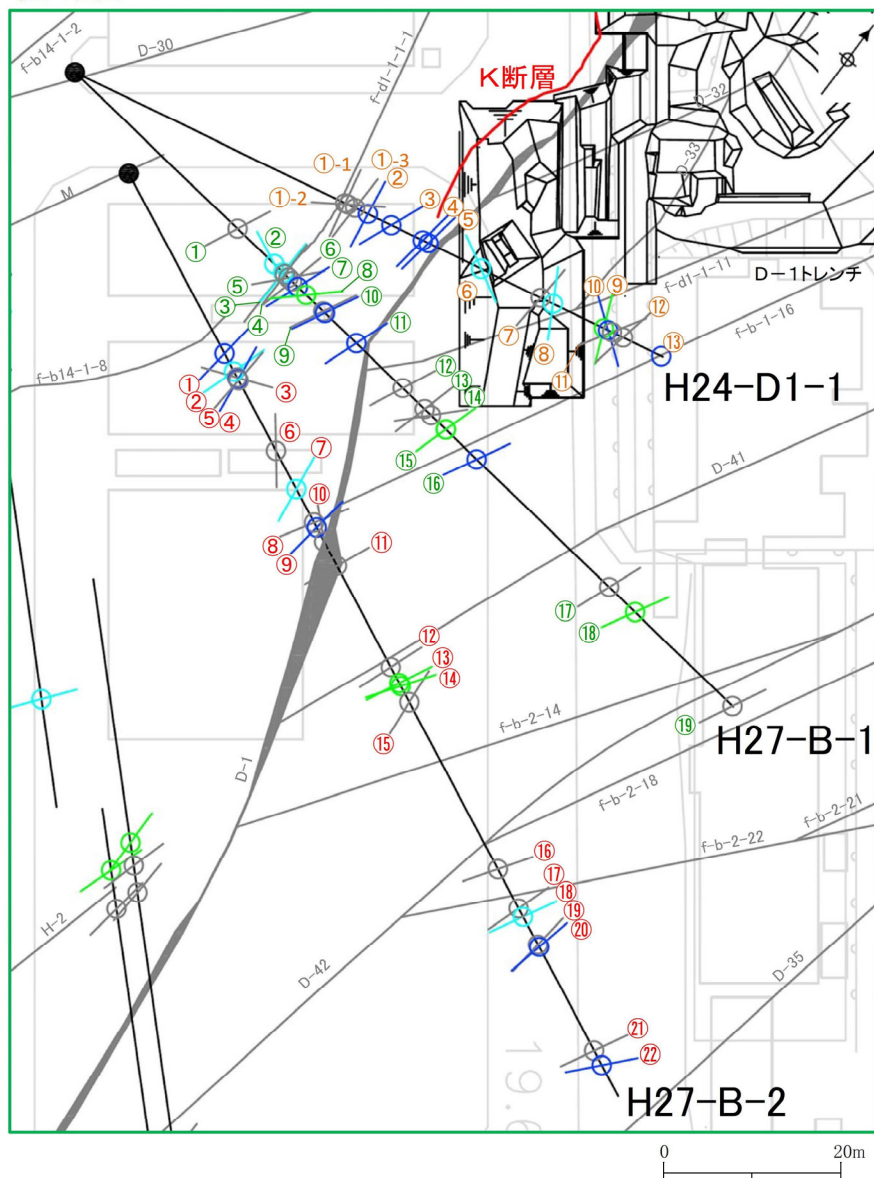 f-b14-1-2
D-30
f-d1-1-1-1
K断層
D-32
D-33
①-1
①-3
②
①-2
M
③
④
⑤
①
②
⑥
⑦
⑧
⑤
③
④
⑩
⑨
⑪
⑥
⑦
⑧
⑩
⑨
⑫
⑪
⑬
f-d1-1-11
D-1トレンチ
f-b-1-16
H24-D1-1
f-b14-1-8
①
②
③
⑤
④
⑫
⑬
⑭
⑮
⑯
⑥
⑦
⑩
⑧
⑨
⑪
D-41
⑰
⑱
⑫
⑬
⑭
⑮
⑲
H27-B-1
f-b-2-14
D-1
f-b-2-18
f-b-2-21
f-b-2-22
⑯
⑰
⑱
⑲
⑳
H-2
D-42
D-35
㉑
㉒
19.6
H27-B-2
0
20m